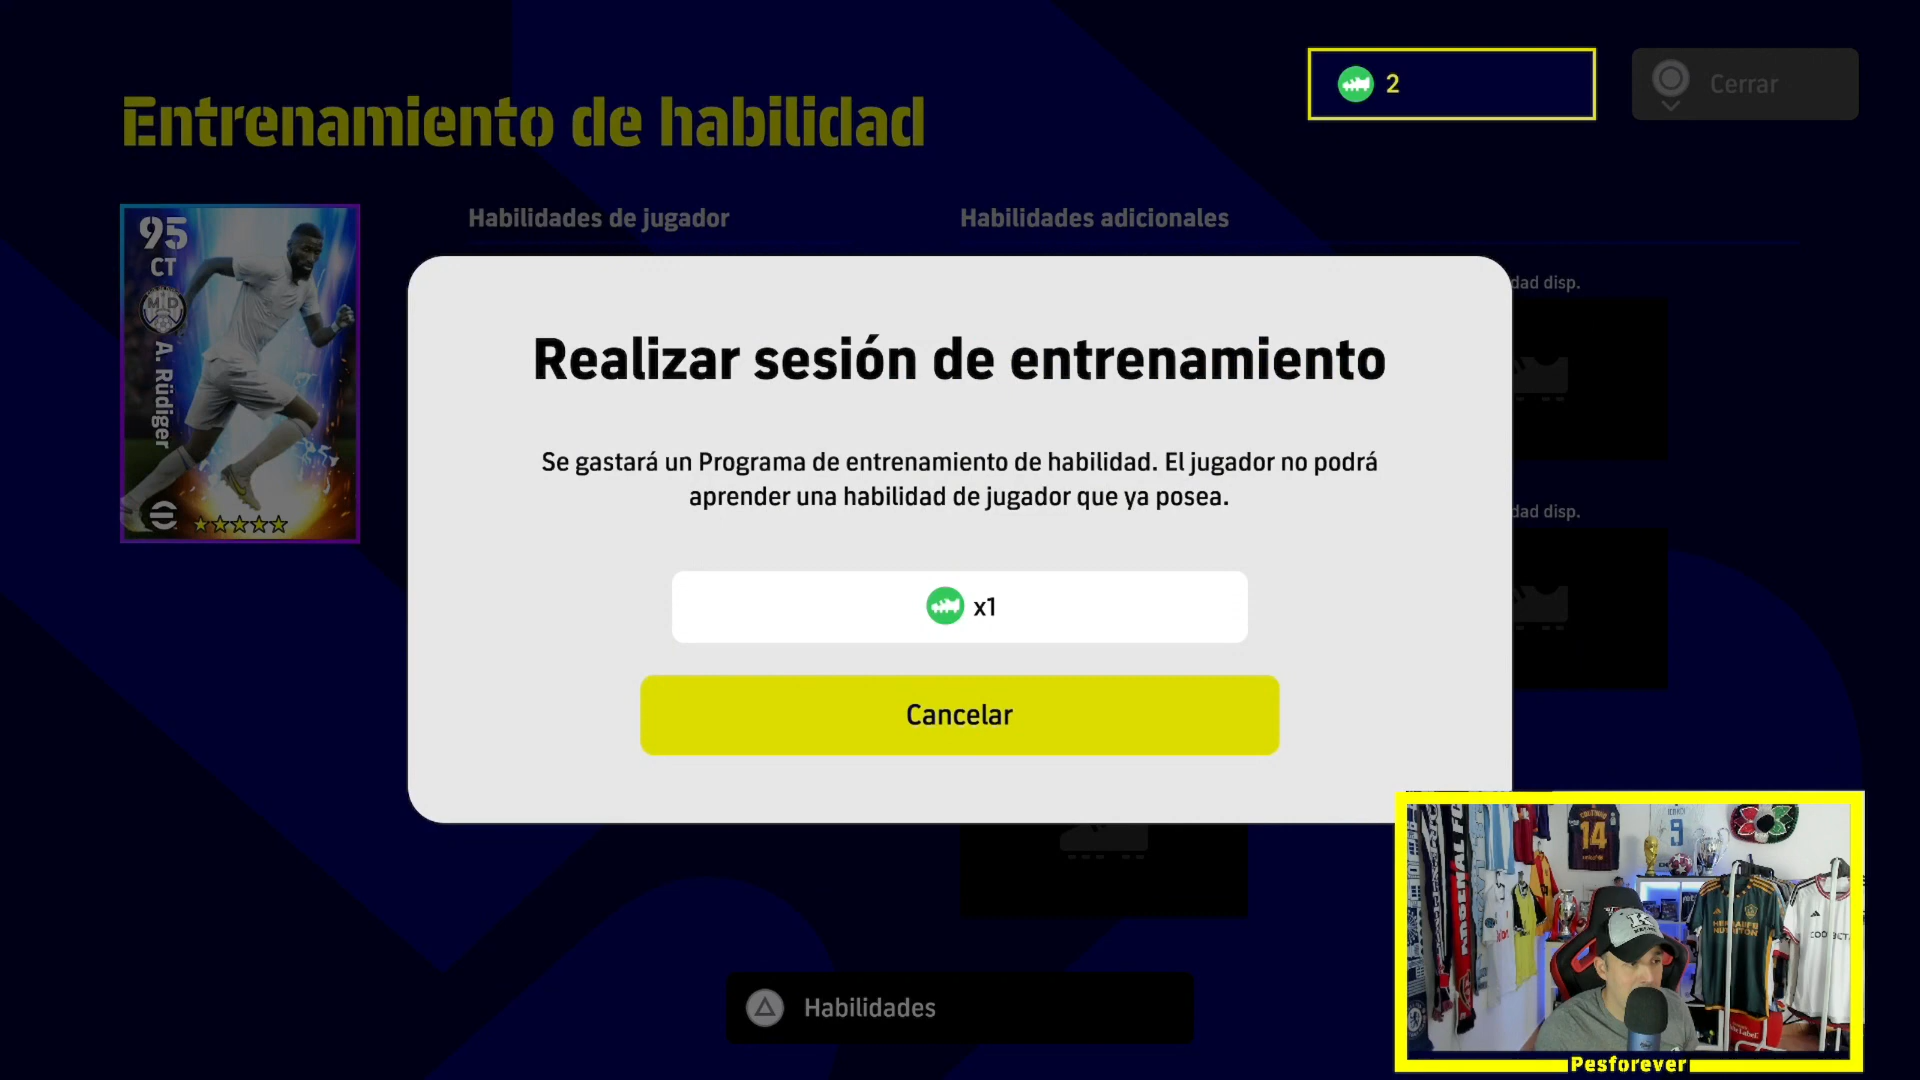 Entrenamiento de habilidad
2
Cerrar
95
CT
A. Rüdiger
Habilidades de jugador
Habilidades adicionales
dad disp.
dad disp.
Realizar sesión de entrenamiento
Se gastará un Programa de entrenamiento de habilidad. El jugador no podrá
aprender una habilidad de jugador que ya posea.
x1
Cancelar
Habilidades
14
9
Pesforever